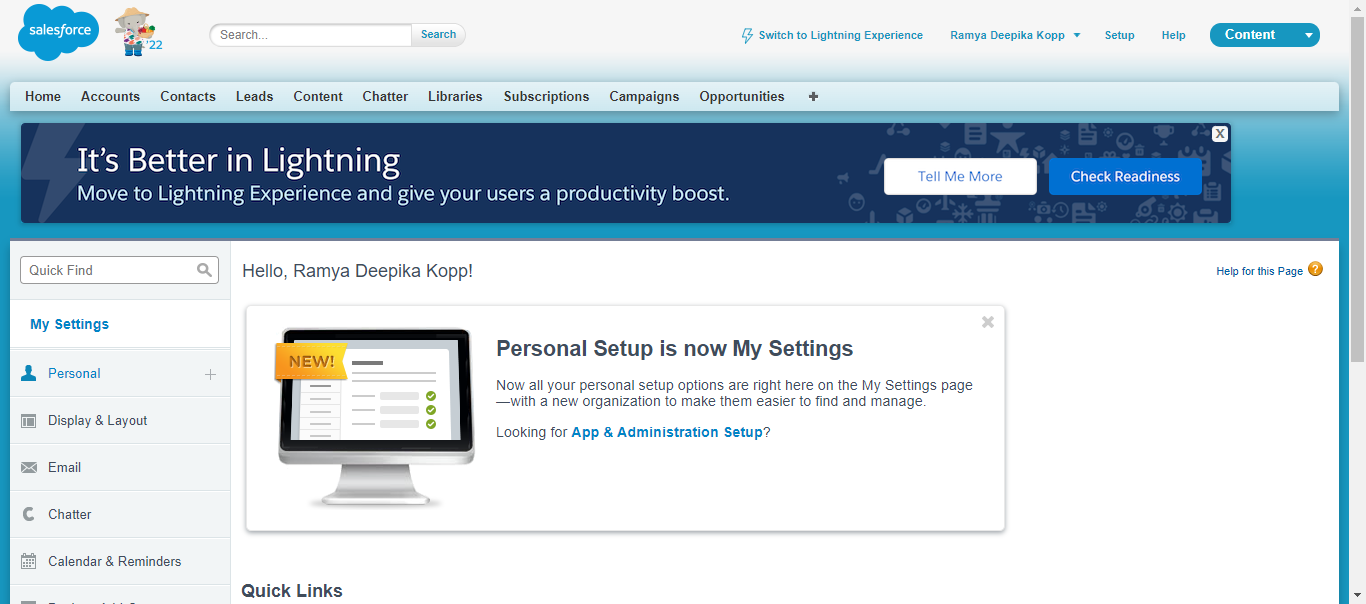 salesforce
'22
Search...
Search
Switch to Lightning Experience
Ramya Deepika Kopp
Setup
Help
Content
Home Accounts Contacts Leads Content Chatter Libraries Subscriptions Campaigns Opportunities +
It's Better in Lightning
Move to Lightning Experience and give your users a productivity boost.
Tell Me More
Check Readiness
X
Quick Find
Hello, Ramya Deepika Kopp!
Help for this Page ?
My Settings
Personal
Display & Layout
Email
Chatter
Calendar & Reminders
NEW!
Personal Setup is now My Settings
Now all your personal setup options are right here on the My Settings page
—with a new organization to make them easier to find and manage.
Looking for App & Administration Setup?
Quick Links